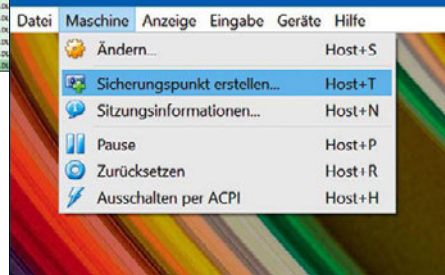 Datei Maschine Anzeige Eingabe Geräte Hilfe
Ändern... Host+S
Sicherungspunkt erstellen... Host+T
Sitzungsinformationen... Host+N
Pause Host+P
Zurücksetzen Host+R
Ausschalten per ACPI Host+H